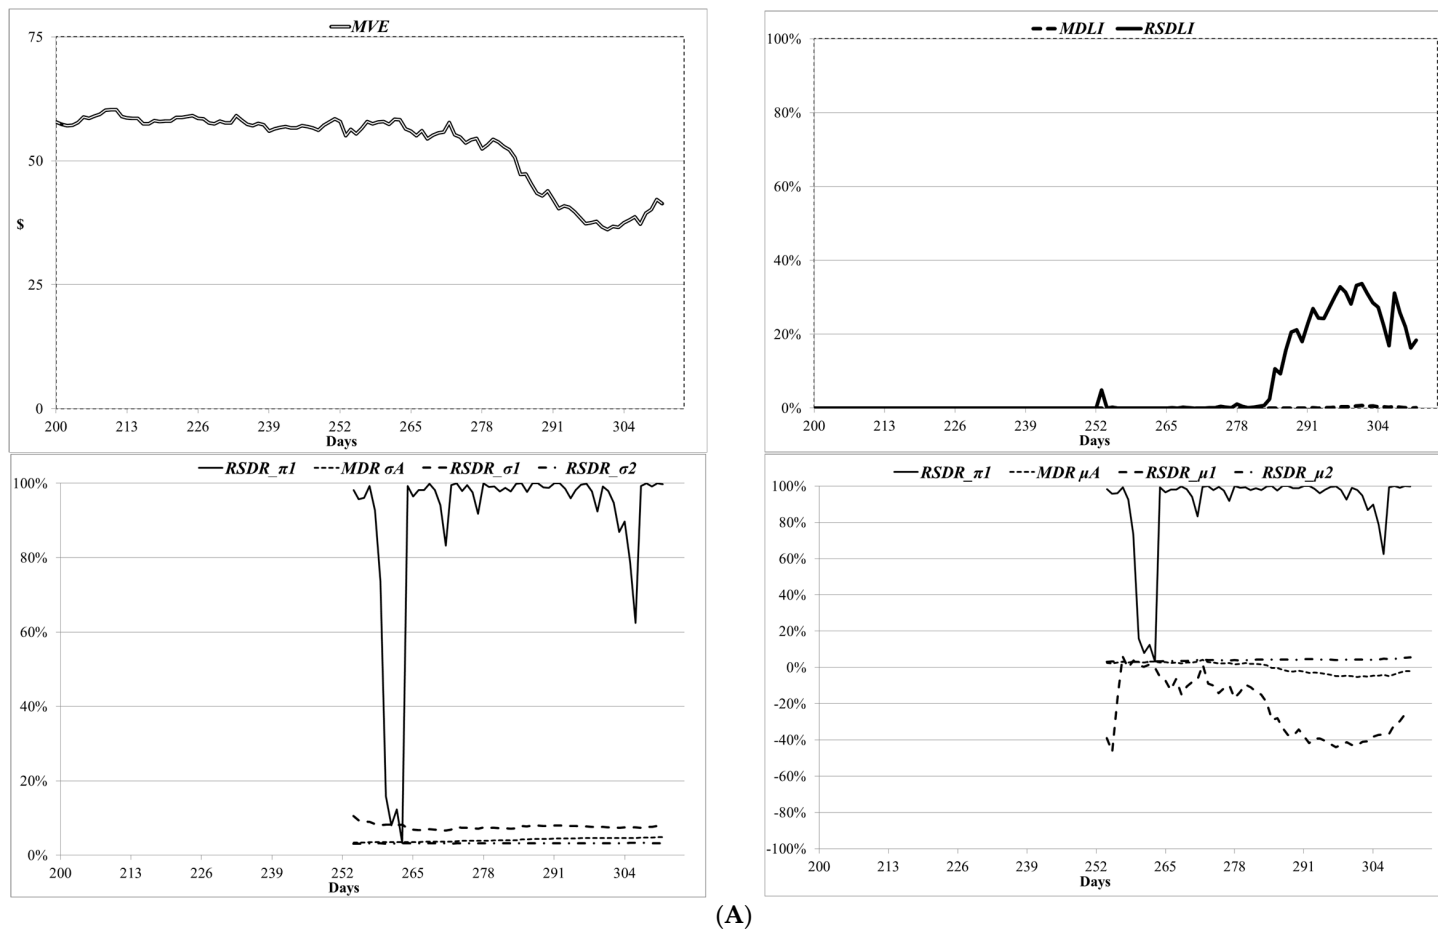 MVE
75
50
$
25
0
200 213 226 239 252 265 278 291 304
Days
MDLI RSDLI
100%
80%
60%
40%
20%
0%
200 213 226 239 252 265 278 291 304
Days
RSDR_π1 MDR σA RSDR_σ1 RSDR_σ2
100%
80%
60%
40%
20%
0%
200 213 226 239 252 265 278 291 304
Days
RSDR_π1 MDR μA RSDR_μ1 RSDR_μ2
100%
80%
60%
40%
20%
0%
-20%
-40%
-60%
-80%
-100%
200 213 226 239 252 265 278 291 304
Days
(A)